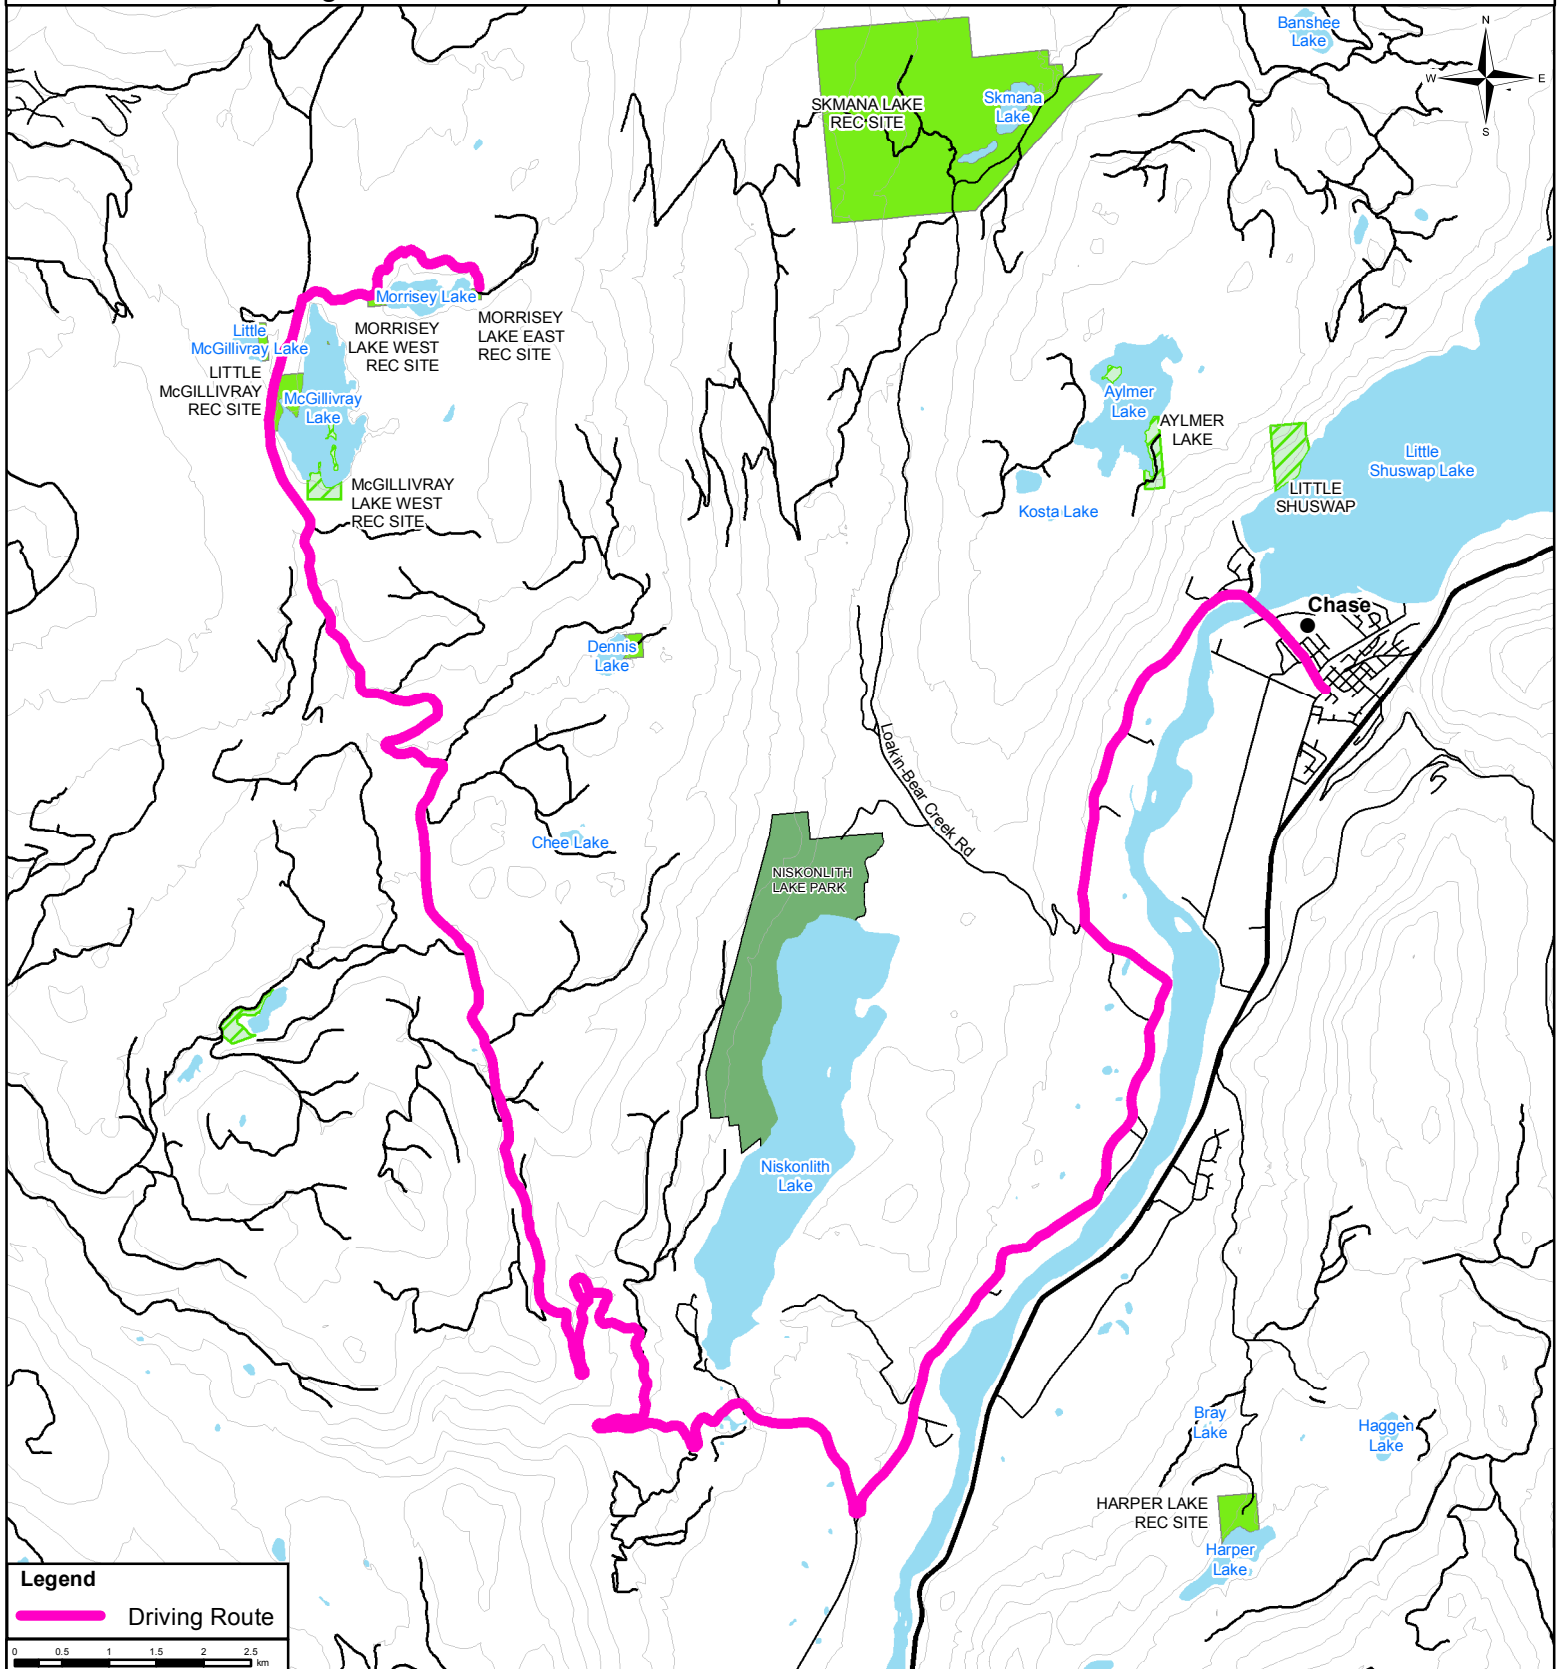 Banshee
Lake
N
W
E
S
SKMANA LAKE
REC SITE
Skmana
Lake
Morrisey Lake
MORRISEY
LAKE EAST
REC SITE
MORRISEY
LAKE WEST
REC SITE
Little
McGillivray Lake
LITTLE
McGILLIVRAY
REC SITE
McGillivray
Lake
McGILLIVRAY
LAKE WEST
REC SITE
Aylmer
Lake
AYLMER
LAKE
Little
Shuswap Lake
LITTLE
SHUSWAP
Kosta Lake
Chase
Dennis
Lake
Loakin-Bear Creek Rd
Chee Lake
NISKONLITH
LAKE PARK
Niskonlith
Lake
Bray
Lake
Haggen
Lake
HARPER LAKE
REC SITE
Harper
Lake
Legend
Driving Route
0 0.5 1 1.5 2 2.5
km